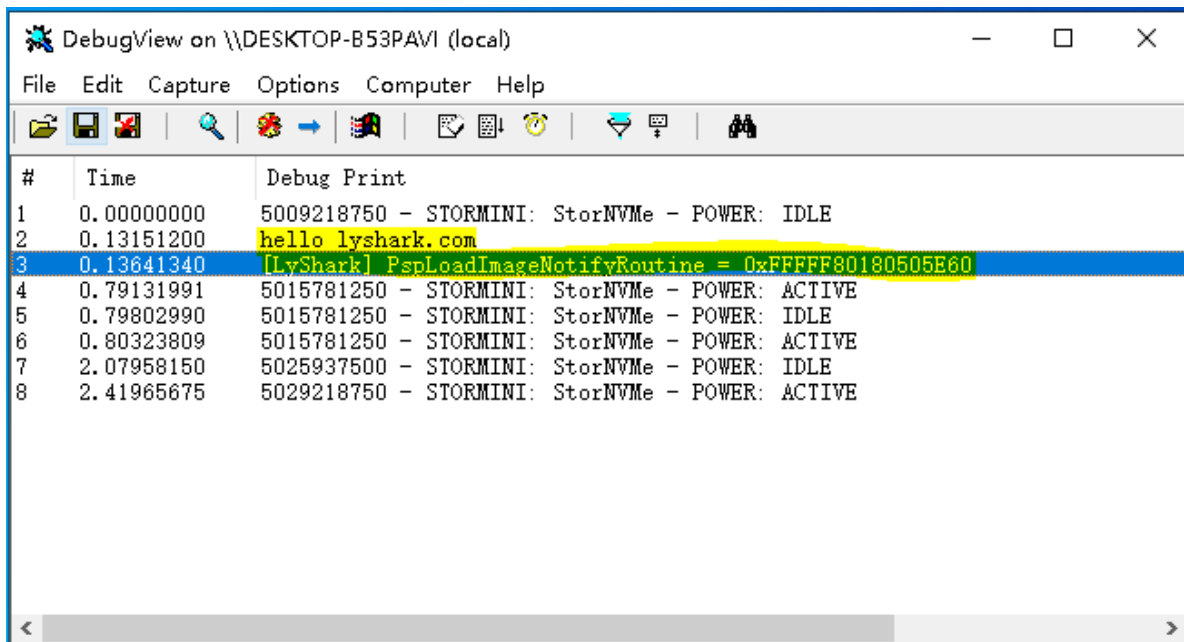 DebugView on \\DESKTOP-B53PAVI (local)
File Edit Capture Options Computer Help
# Time Debug Print
1 0.00000000 5009218750 - STORMINI: StorNVMe - POWER: IDLE
2 0.13151200 hello lyshark.com
3 0.13641340 [LyShark] PspLoadImageNotifyRoutine = 0xFFFFF80180505E60
4 0.79131991 5015781250 - STORMINI: StorNVMe - POWER: ACTIVE
5 0.79802990 5015781250 - STORMINI: StorNVMe - POWER: IDLE
6 0.80323809 5015781250 - STORMINI: StorNVMe - POWER: ACTIVE
7 2.07958150 5025937500 - STORMINI: StorNVMe - POWER: IDLE
8 2.41965675 5029218750 - STORMINI: StorNVMe - POWER: ACTIVE